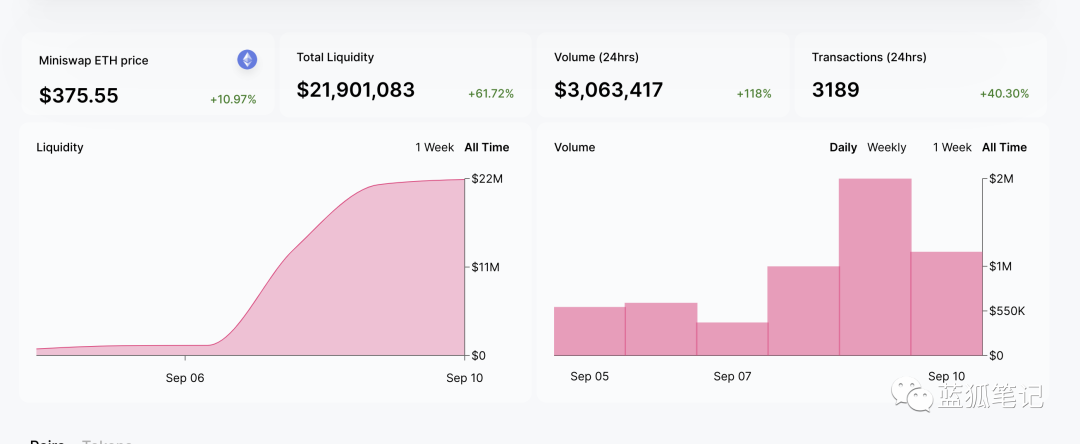 Miniswap ETH price
$375.55 +10.97%
Total Liquidity
$21,901,083 +61.72%
Volume (24hrs)
$3,063,417 +118%
Transactions (24hrs)
3189 +40.30%
Liquidity 1 Week All Time
$22M
$11M
$0
Sep 06 Sep 10
Volume Daily Weekly 1 Week All Time
$2M
$1M
$550K
$0
Sep 05 Sep 07 Sep 10
蓝狐笔记
Pairs Tokens